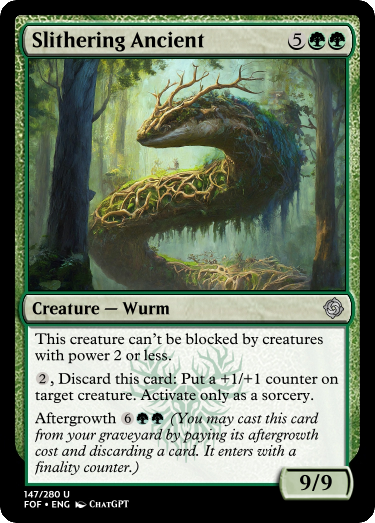 Slithering Ancient 5
Creature — Wurm
This creature can't be blocked by creatures
with power 2 or less.
2, Discard this card: Put a +1/+1 counter on
target creature. Activate only as a sorcery.
Aftergrowth 6 (You may cast this card
from your graveyard by paying its aftergrowth
cost and discarding a card. It enters with a
finality counter.)
9/9
147/280 U
FOF • ENG ChatGPT